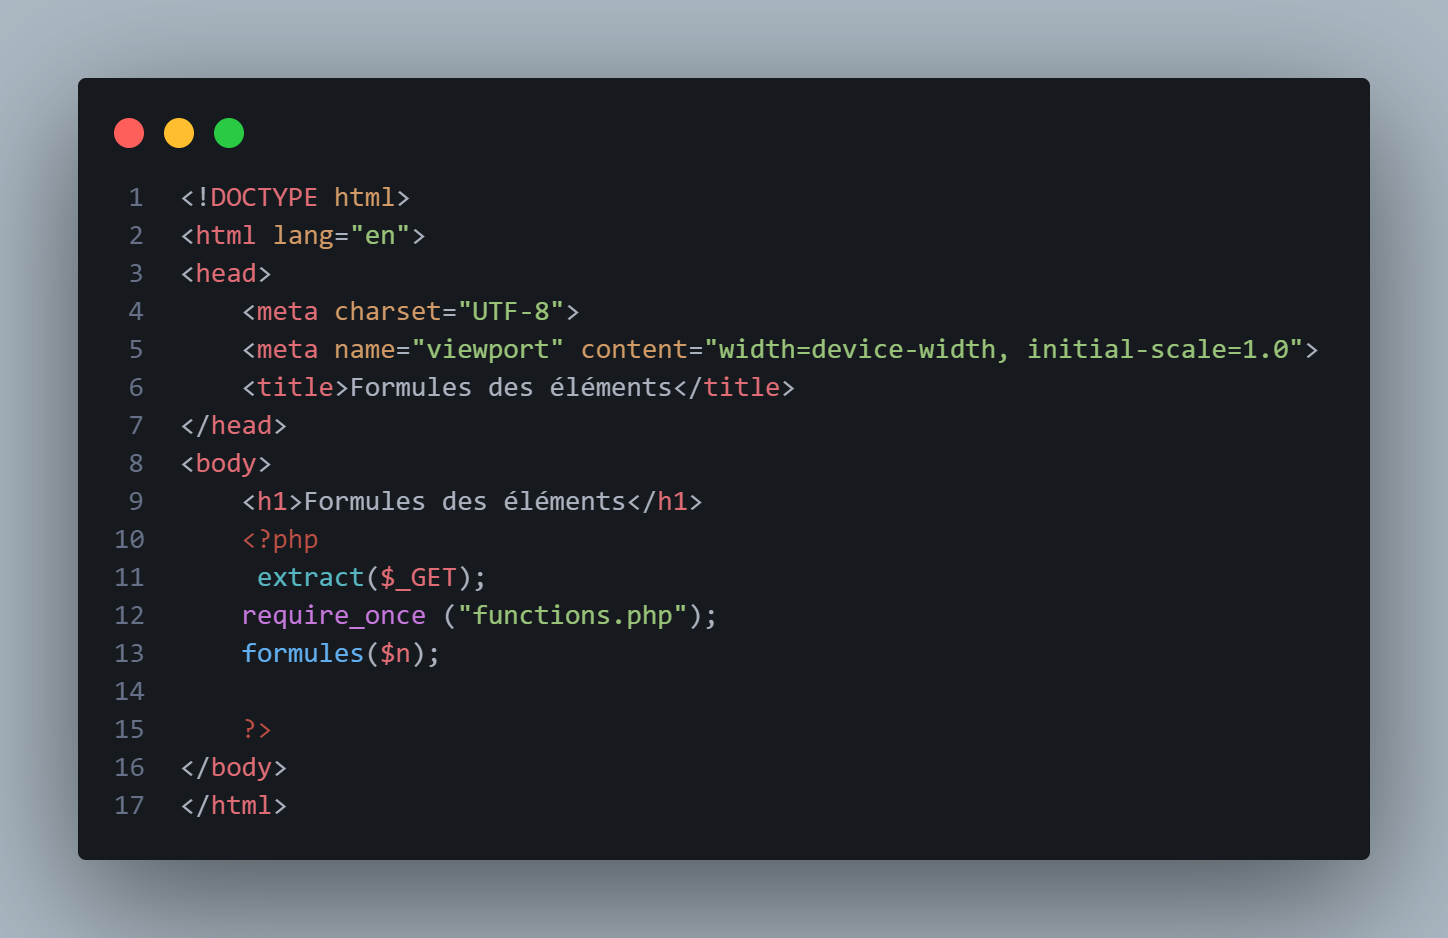 1 <!DOCTYPE html>
2 <html lang="en">
3 <head>
4     <meta charset="UTF-8">
5     <meta name="viewport" content="width=device-width, initial-scale=1.0">
6     <title>Formules des éléments</title>
7 </head>
8 <body>
9     <h1>Formules des éléments</h1>
10     <?php
11      extract($_GET);
12     require_once ("functions.php");
13     formules($n);
14
15     ?>
16 </body>
17 </html>